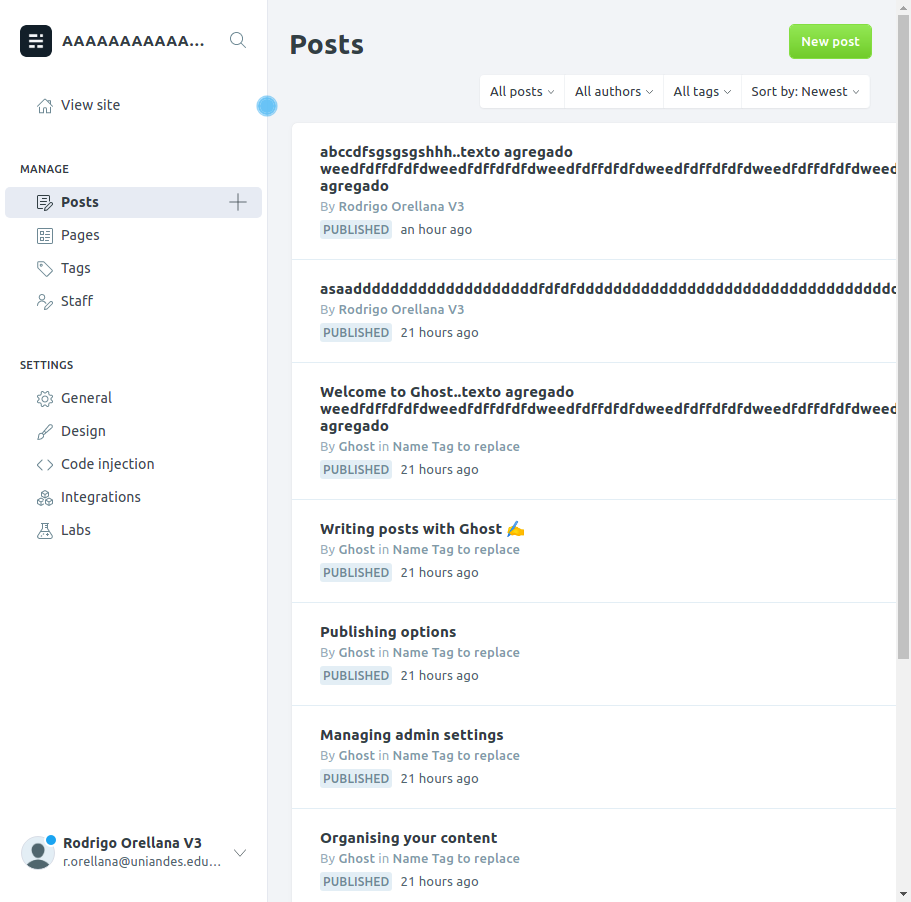 AAAAAAAAAAA...
View site
MANAGE
Posts
Pages
Tags
Staff
SETTINGS
General
Design
Code injection
Integrations
Labs
Rodrigo Orellana V3
r.orellana@uniandes.edu...
Posts
New post
All posts All authors All tags Sort by: Newest
abccdfsgsgsgshhh..texto agregado
weedfdffdfdfdweedfdffdfdfdweedfdffdfdfdweedfdffdfdfdweedfdffdfdfdweed
agregado
By Rodrigo Orellana V3
PUBLISHED an hour ago
By Rodrigo Orellana V3
PUBLISHED 21 hours ago
Welcome to Ghost..texto agregado
weedfdffdfdfdweedfdffdfdfdweedfdffdfdfdweedfdffdfdfdweedfdffdfdfdweed
agregado
By Ghost in Name Tag to replace
PUBLISHED 21 hours ago
Writing posts with Ghost ✍️
By Ghost in Name Tag to replace
PUBLISHED 21 hours ago
Publishing options
By Ghost in Name Tag to replace
PUBLISHED 21 hours ago
Managing admin settings
By Ghost in Name Tag to replace
PUBLISHED 21 hours ago
Organising your content
By Ghost in Name Tag to replace
PUBLISHED 21 hours ago